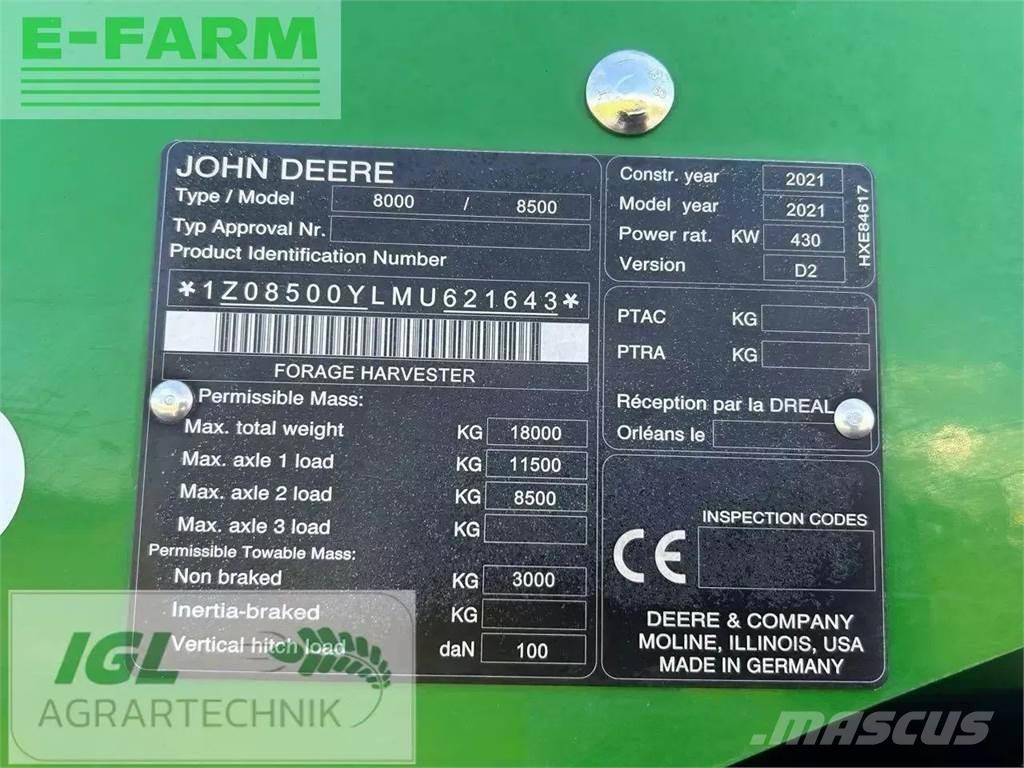 E-FARM
JOHN DEERE
Type / Model 8000 / 8500
Typ Approval Nr.
Product Identification Number
*1Z08500YLMU621643*
FORAGE HARVESTER
Permissible Mass:
Max. total weight KG 18000
Max. axle 1 load KG 11500
Max. axle 2 load KG 8500
Max. axle 3 load KG
Permissible Towable Mass:
Non braked KG 3000
Inertia-braked KG
Vertical hitch load daN 100
Constr. year 2021
Model year 2021
Power rat. KW 430
Version D2
HXE84617
PTAC KG
PTRA KG
Réception par la DREAL
Orléans le
CE
INSPECTION CODES
DEERE & COMPANY
MOLINE, ILLINOIS, USA
MADE IN GERMANY
IGL
AGRARTECHNIK
MASCUS